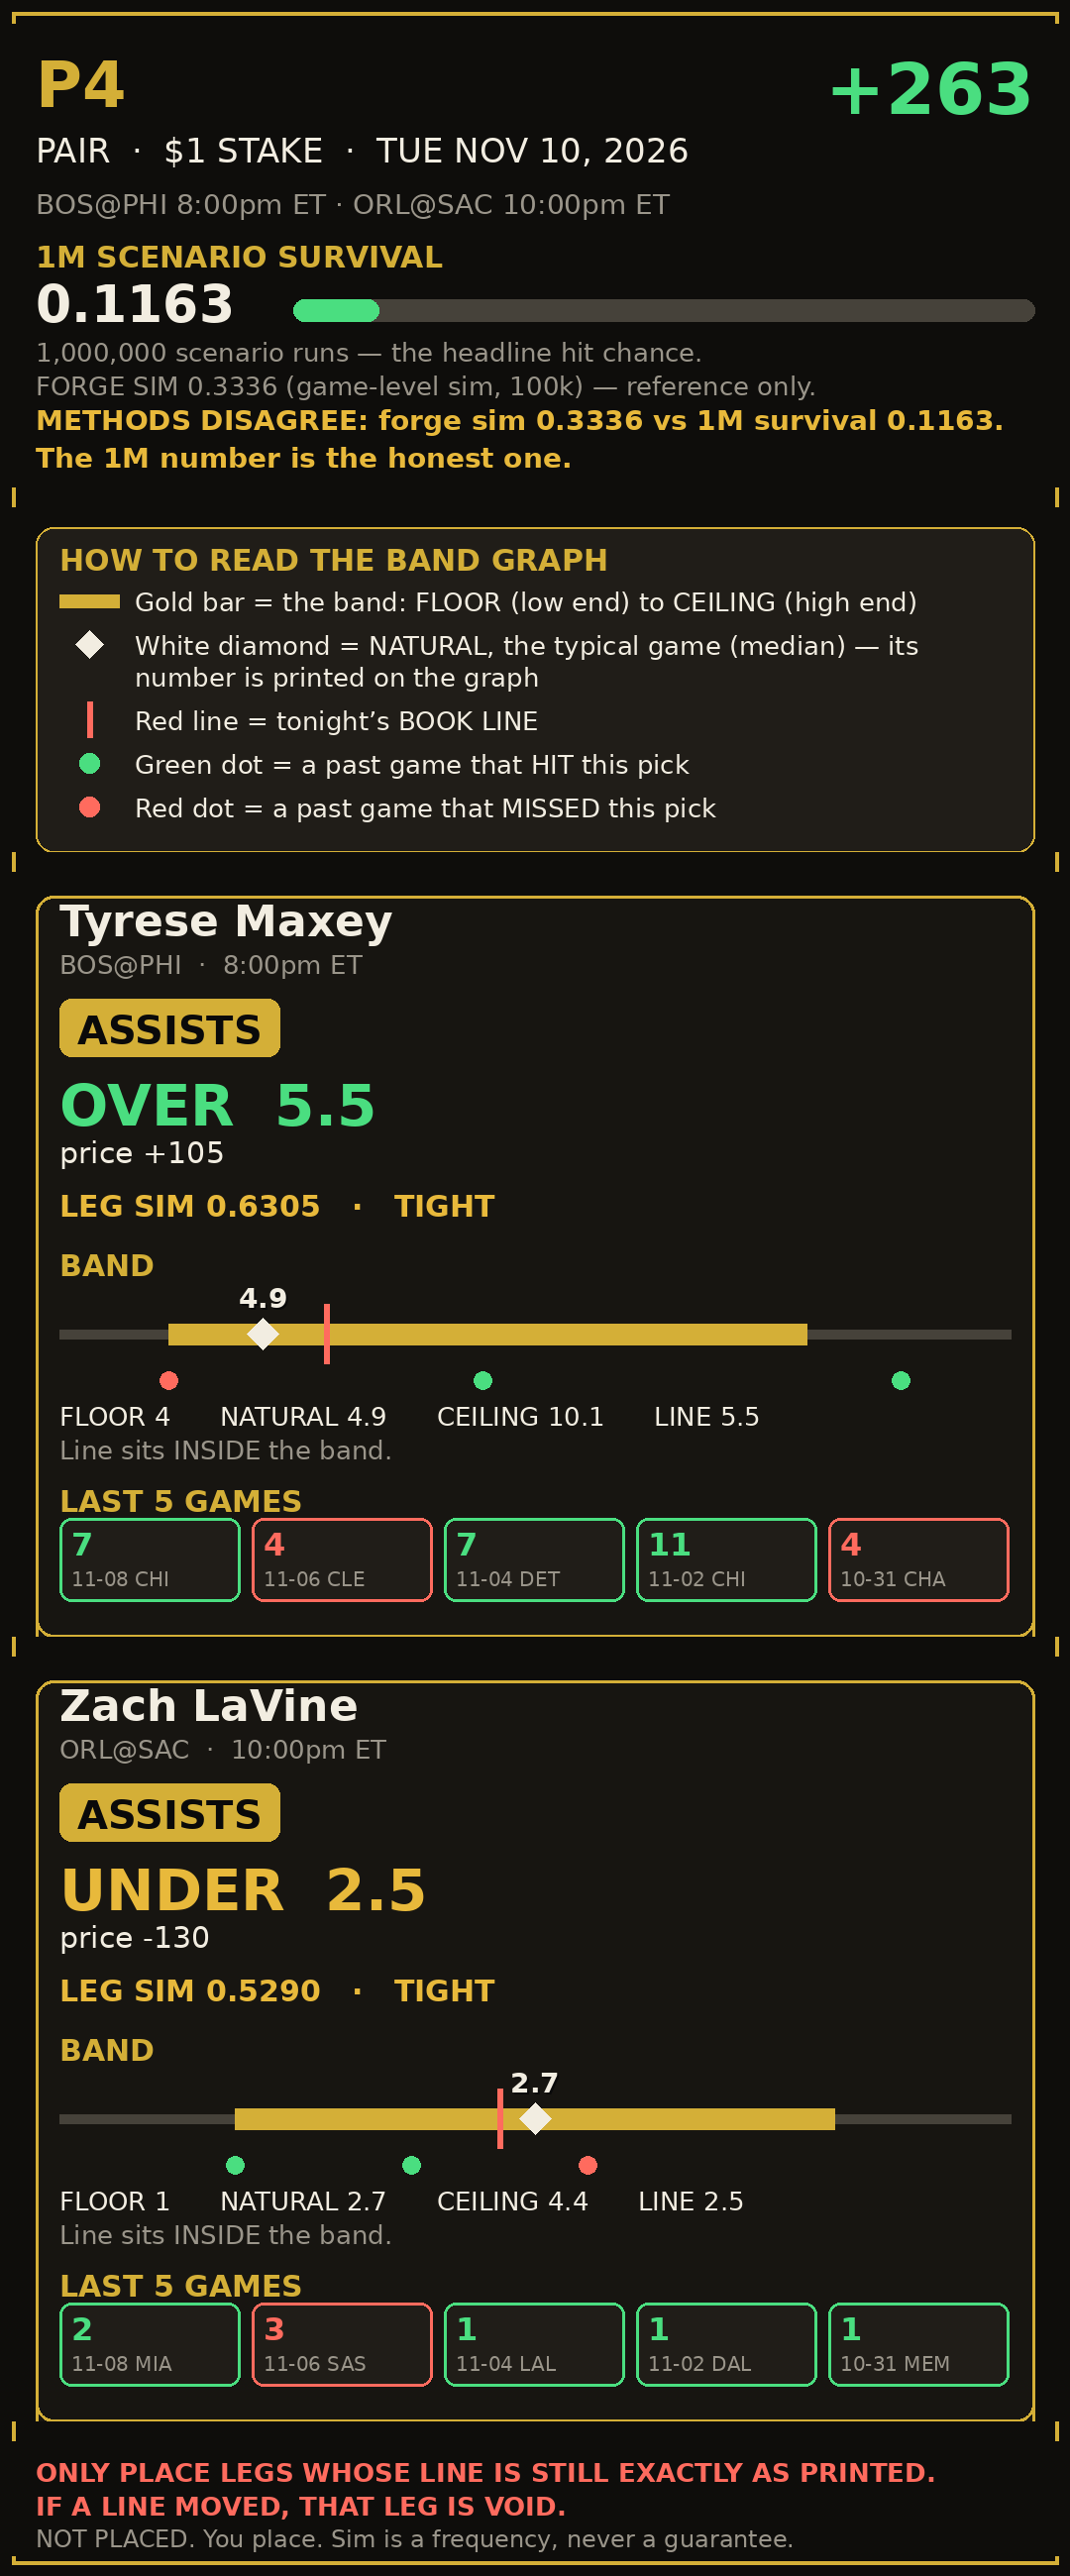 P4
+263
PAIR · $1 STAKE · TUE NOV 10, 2026
BOS@PHI 8:00pm ET · ORL@SAC 10:00pm ET
1M SCENARIO SURVIVAL
0.1163
1,000,000 scenario runs — the headline hit chance.
FORGE SIM 0.3336 (game-level sim, 100k) — reference only.
METHODS DISAGREE: forge sim 0.3336 vs 1M survival 0.1163.
The 1M number is the honest one.
HOW TO READ THE BAND GRAPH
Gold bar = the band: FLOOR (low end) to CEILING (high end)
White diamond = NATURAL, the typical game (median) — its
number is printed on the graph
Red line = tonight’s BOOK LINE
Green dot = a past game that HIT this pick
Red dot = a past game that MISSED this pick
Tyrese Maxey
BOS@PHI · 8:00pm ET
ASSISTS
OVER 5.5
price +105
LEG SIM 0.6305 · TIGHT
BAND
4.9
FLOOR 4 NATURAL 4.9 CEILING 10.1 LINE 5.5
Line sits INSIDE the band.
LAST 5 GAMES
7 4 7 11 4
11-08 CHI 11-06 CLE 11-04 DET 11-02 CHI 10-31 CHA
Zach LaVine
ORL@SAC · 10:00pm ET
ASSISTS
UNDER 2.5
price -130
LEG SIM 0.5290 · TIGHT
BAND
2.7
FLOOR 1 NATURAL 2.7 CEILING 4.4 LINE 2.5
Line sits INSIDE the band.
LAST 5 GAMES
2 3 1 1 1
11-08 MIA 11-06 SAS 11-04 LAL 11-02 DAL 10-31 MEM
ONLY PLACE LEGS WHOSE LINE IS STILL EXACTLY AS PRINTED.
IF A LINE MOVED, THAT LEG IS VOID.
NOT PLACED. You place. Sim is a frequency, never a guarantee.